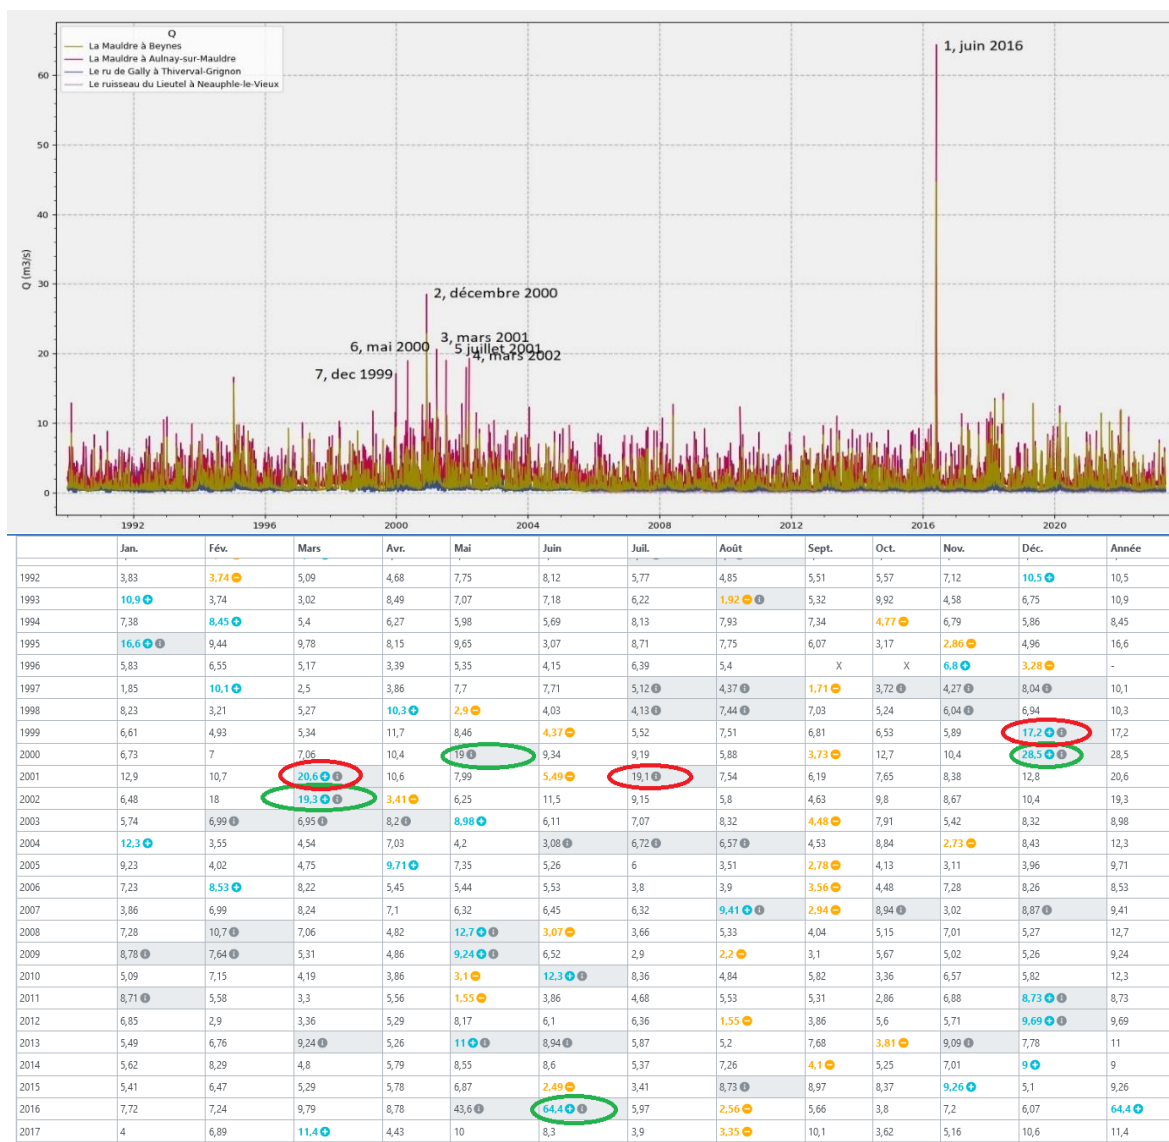 Q
La Mauldre à Beynes
La Mauldre à Aulnay-sur-Mauldre
Le ru de Gally à Thiverval-Grignon
Le ruisseau du Lieutel à Neauphle-le-Vieux
1, juin 2016
2, décembre 2000
3, mars 2001
6, mai 2000
5 juillet 2001
4, mars 2002
7, dec 1999
Q (m3/s)
60
50
40
30
20
10
0
1992 1996 2000 2004 2008 2012 2016 2020
Jan. Fév. Mars Avr. Mai Juin Juil. Août Sept. Oct. Nov. Déc. Année
1992 3,83 3,74 5,09 4,68 7,75 8,12 5,77 4,85 5,51 5,57 7,12 10,5 10,5
1993 10,9 3,74 3,02 8,49 7,07 7,18 6,22 1,92 5,32 9,92 4,58 6,75 10,9
1994 7,38 8,45 5,4 6,27 5,98 5,69 8,13 7,93 7,34 4,77 6,79 5,86 8,45
1995 16,6 9,44 9,78 8,15 9,65 3,07 8,71 7,75 6,07 3,17 2,86 4,96 16,6
1996 5,83 6,55 5,17 3,39 5,35 4,15 6,39 5,4 X X 6,8 3,28 -
1997 1,85 10,1 2,5 3,86 7,7 7,71 5,12 4,37 1,71 3,72 4,27 8,04 10,1
1998 8,23 3,21 5,27 10,3 2,9 4,03 4,13 7,44 7,03 5,24 6,04 6,94 10,3
1999 6,61 4,93 5,34 11,7 8,46 4,37 5,52 7,51 6,81 6,53 5,89 17,2 17,2
2000 6,73 7 7,06 10,4 19 9,34 9,19 5,88 3,73 12,7 10,4 28,5 28,5
2001 12,9 10,7 20,6 10,6 7,99 5,49 19,1 7,54 6,19 7,65 8,38 12,8 20,6
2002 6,48 18 19,3 3,41 6,25 11,5 9,15 5,8 4,63 9,8 8,67 10,4 19,3
2003 5,74 6,99 6,95 8,2 8,98 6,11 7,07 8,32 4,48 7,91 5,42 8,32 8,98
2004 12,3 3,55 4,54 7,03 4,2 3,08 6,72 6,57 4,53 8,84 2,73 8,43 12,3
2005 9,23 4,02 4,75 9,71 7,35 5,26 6 3,51 2,78 4,13 3,11 3,96 9,71
2006 7,23 8,53 8,22 5,45 5,44 5,53 3,8 3,9 3,56 4,48 7,28 8,26 8,53
2007 3,86 6,99 8,24 7,1 6,32 6,45 6,32 9,41 2,94 8,94 3,02 8,87 9,41
2008 7,28 10,7 7,06 4,82 12,7 3,07 3,66 5,33 4,04 5,15 7,01 5,27 12,7
2009 8,78 7,64 5,31 4,86 9,24 6,52 2,9 2,2 3,1 5,67 5,02 5,26 9,24
2010 5,09 7,15 4,19 3,86 3,1 12,3 8,36 4,84 5,82 3,36 6,57 5,82 12,3
2011 8,71 5,58 3,3 5,56 1,55 3,86 4,68 5,53 5,31 2,86 6,88 8,73 8,73
2012 6,85 2,9 3,36 5,29 8,17 6,1 6,36 1,55 3,86 5,6 5,71 9,69 9,69
2013 5,49 6,76 9,24 5,26 11 8,94 5,87 5,2 7,68 3,81 9,09 7,78 11
2014 5,62 8,29 4,8 5,79 8,55 8,6 5,37 7,26 4,1 5,25 7,01 9 9
2015 5,41 6,47 5,29 5,78 6,87 2,49 3,41 8,73 8,97 8,37 9,26 5,1 9,26
2016 7,72 7,24 9,79 8,78 43,6 64,4 5,97 2,56 5,66 3,8 7,2 6,07 64,4
2017 4 6,89 11,4 4,43 10 8,3 3,9 3,35 10,1 3,62 5,16 10,6 11,4